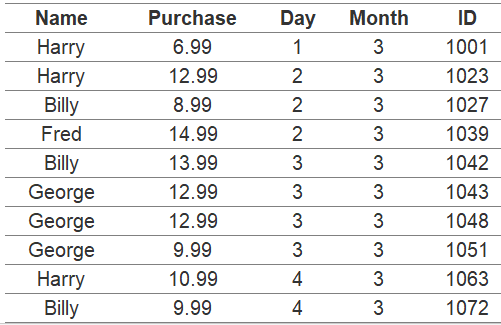 Name Purchase Day Month ID
Harry 6.99 1 3 1001
Harry 12.99 2 3 1023
Billy 8.99 2 3 1027
Fred 14.99 2 3 1039
Billy 13.99 3 3 1042
George 12.99 3 3 1043
George 12.99 3 3 1048
George 9.99 3 3 1051
Harry 10.99 4 3 1063
Billy 9.99 4 3 1072